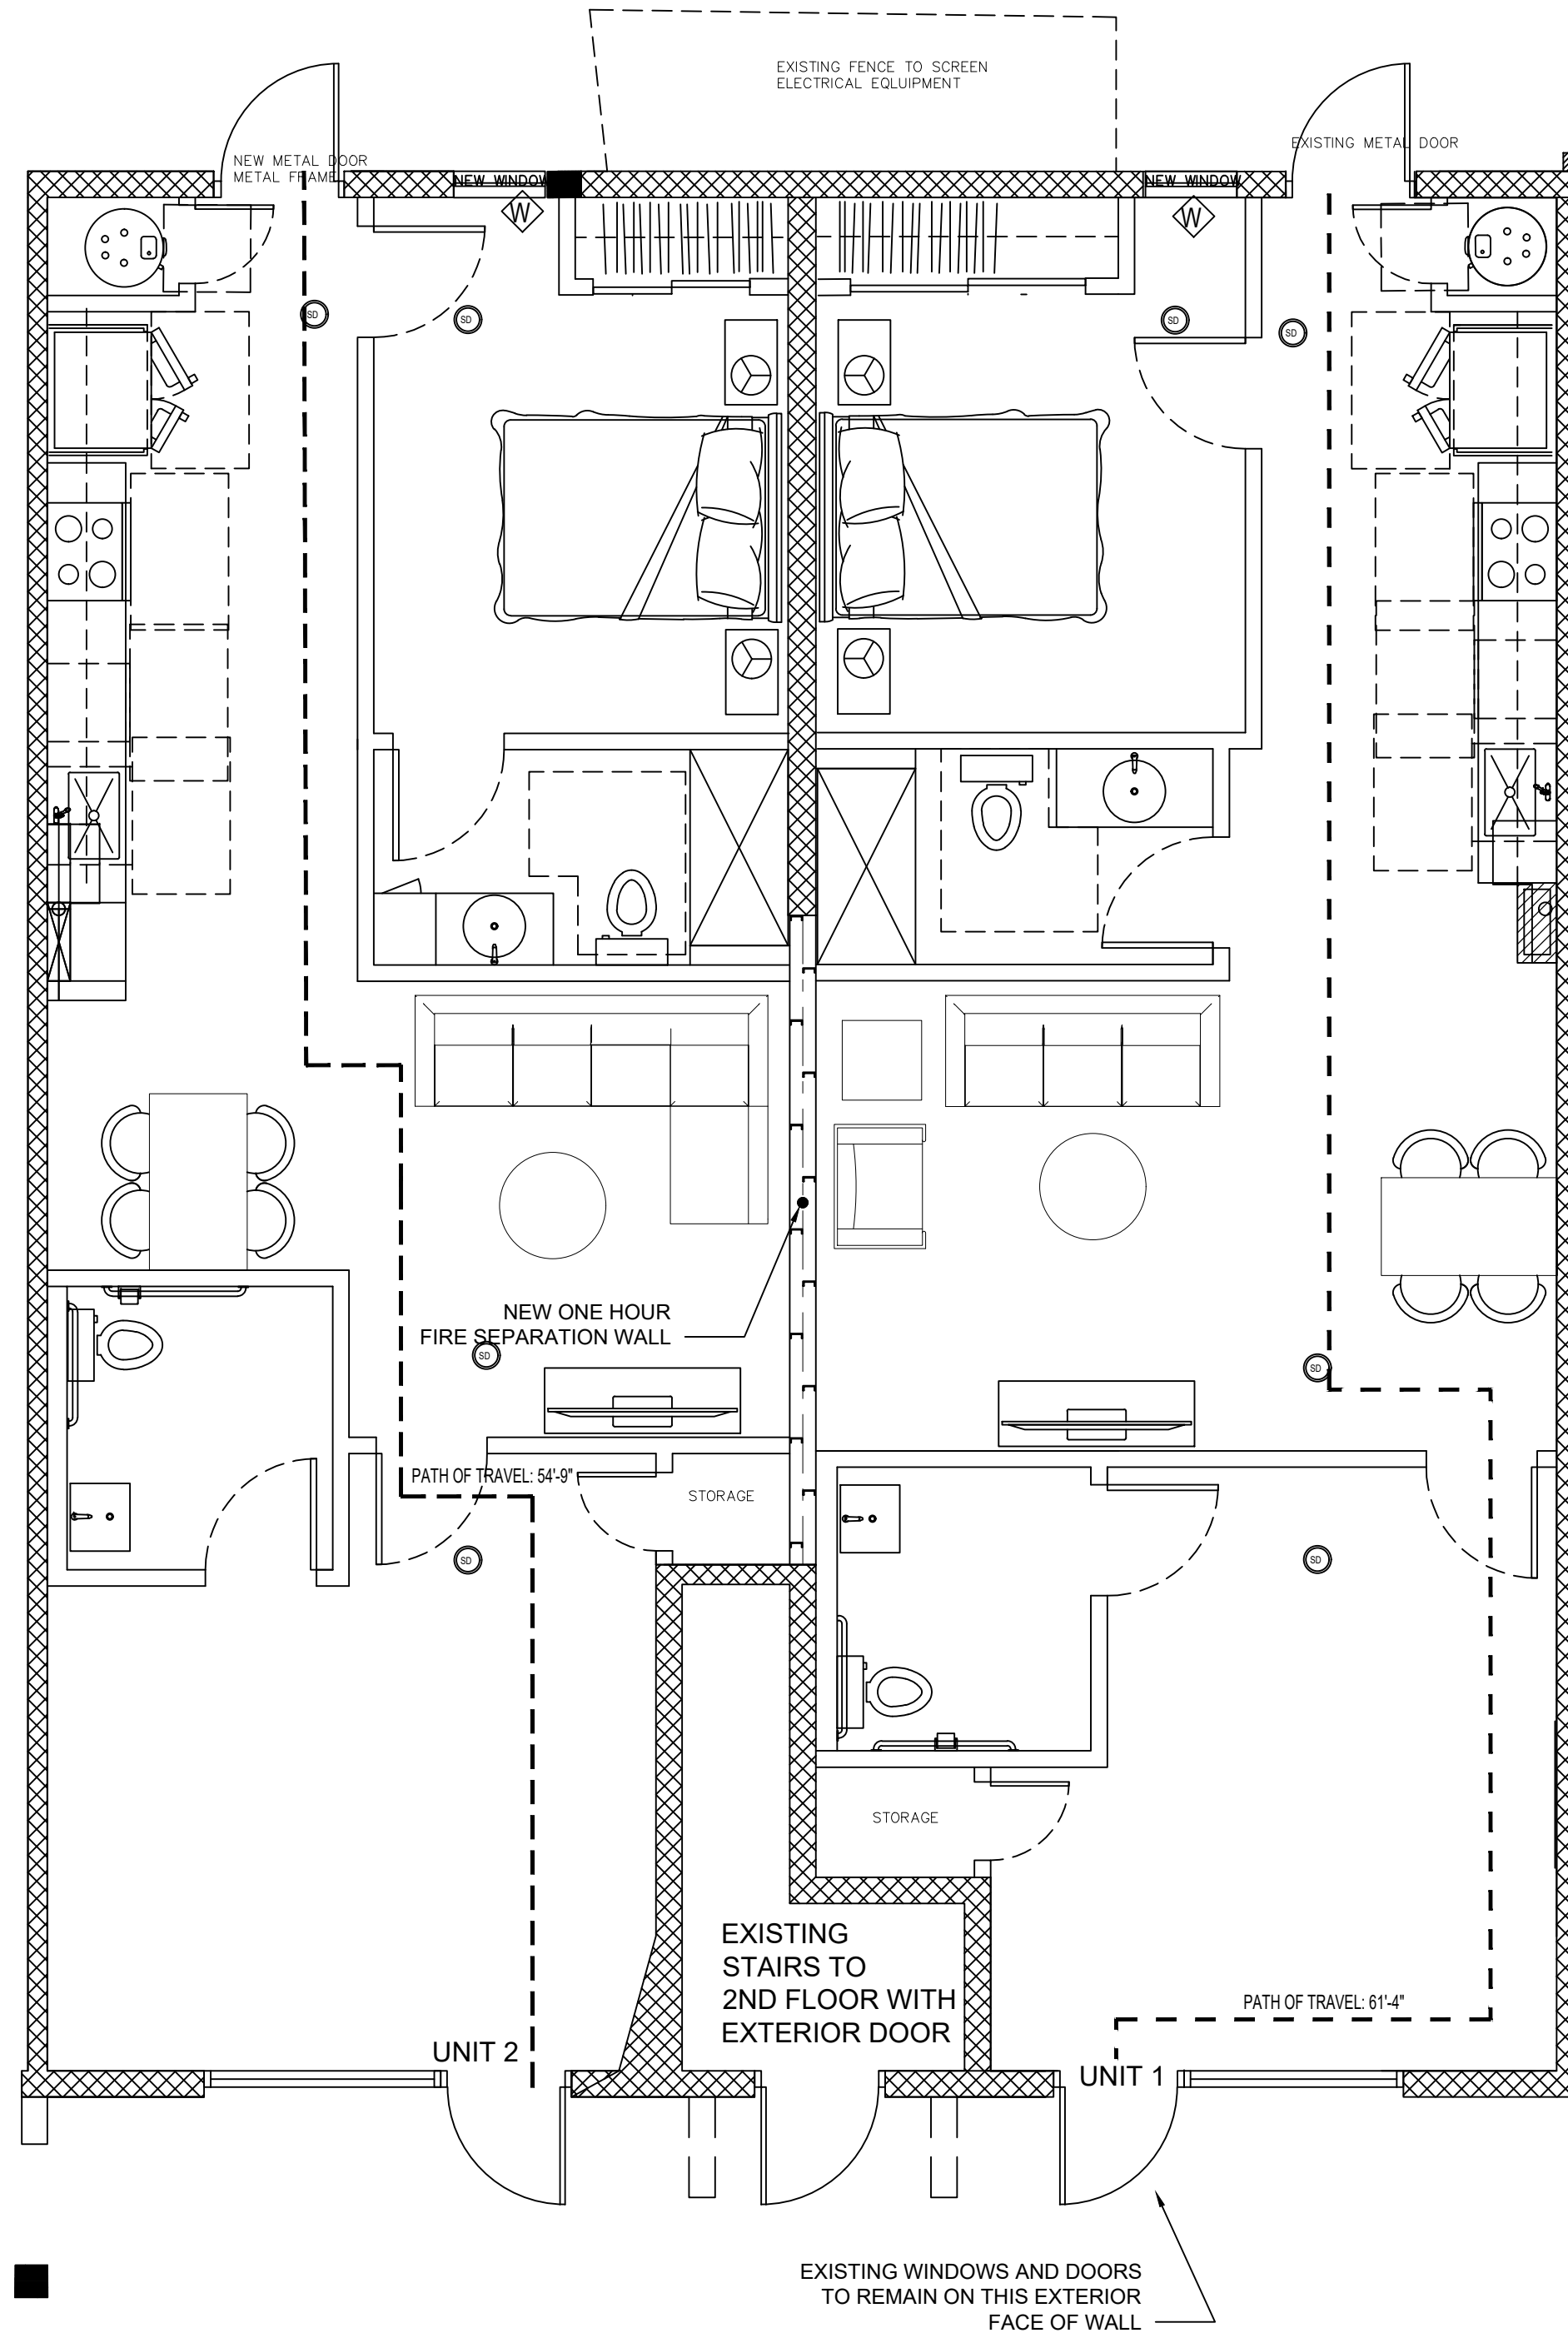 EXISTING FENCE TO SCREEN
ELECTRICAL EQLUIPMENT
EXISTING METAL DOOR
NEW METAL DOOR
METAL FRAME
NEW WINDOW
NEW WINDOW
W
W
SD
SD
SD
SD
NEW ONE HOUR
FIRE SEPARATION WALL
SD
SD
PATH OF TRAVEL: 54'-9"
STORAGE
SD
SD
STORAGE
EXISTING
STAIRS TO
2ND FLOOR WITH
EXTERIOR DOOR
PATH OF TRAVEL: 61'-4"
UNIT 2
UNIT 1
EXISTING WINDOWS AND DOORS
TO REMAIN ON THIS EXTERIOR
FACE OF WALL